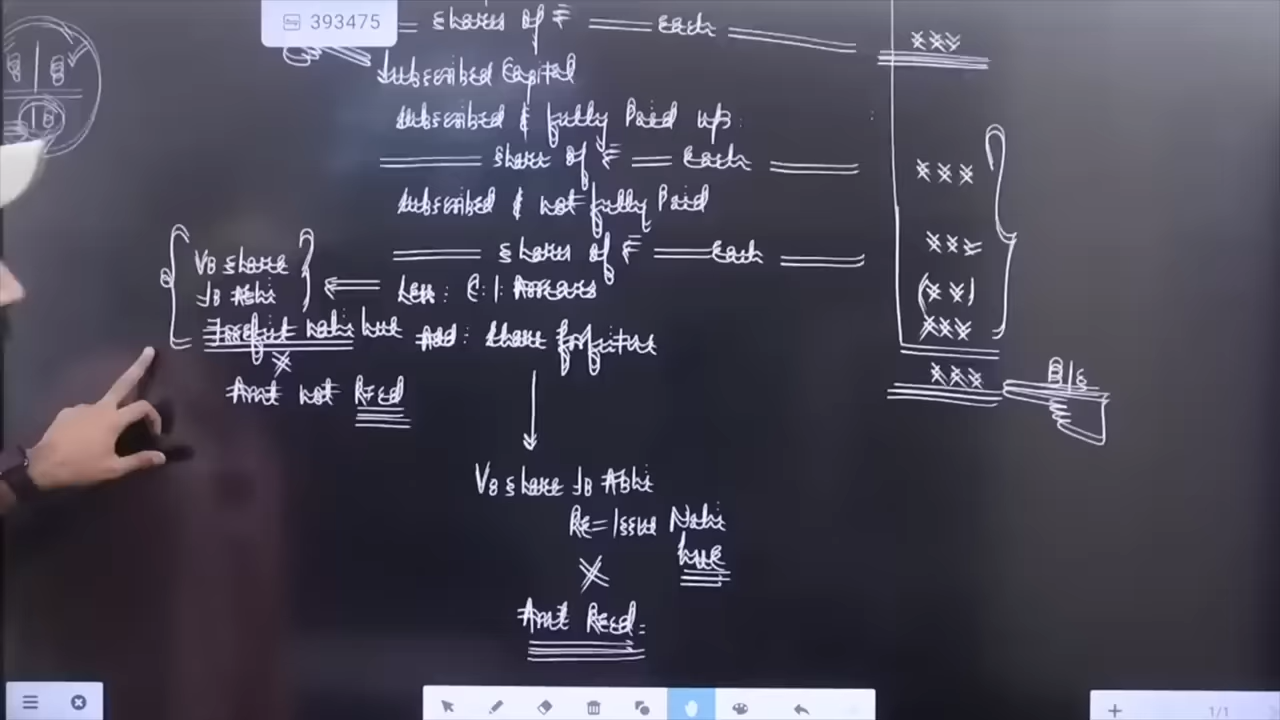 393475
shares of ₹ Each
xxx
Subscribed Capital
Subscribed & fully Paid up:
Share of ₹ Each
xxx
Subscribed & not fully Paid
shares of ₹ Each
xxx
Vo share
Jo Abhi
Forfeit nahi hue
x
Amt not Recd
Less: C.I. Arrears
(xx)
Add: Share forfeiture
xxx
xxx
B/S
Vo share Jo Abhi
Re=Issue Nahi
hue
x
Amt Recd.
1/1